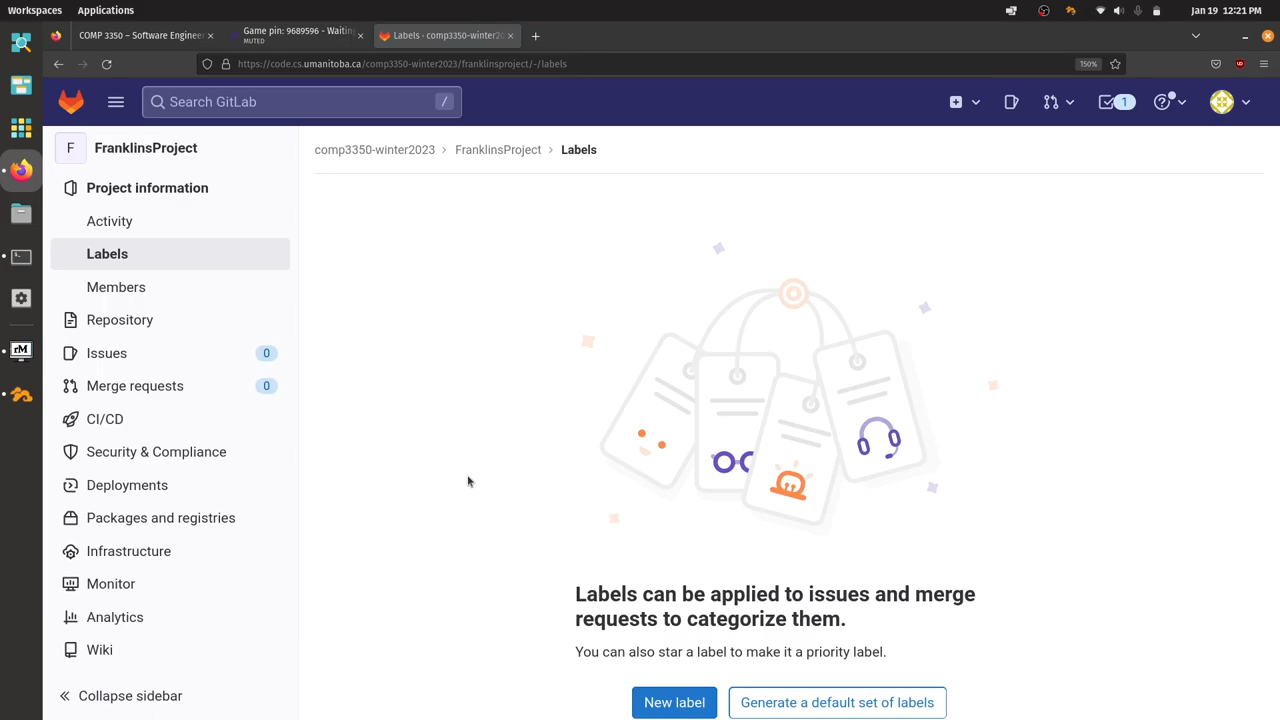 Workspaces Applications Jan 19 12:21 PM
COMP 3350 – Software Engineer Game pin: 9689596 - Waitin Labels · comp3350-winter20
MUTED
https://code.cs.umanitoba.ca/comp3350-winter2023/franklinsproject/-/labels 150%
Search GitLab / 1
F FranklinsProject
comp3350-winter2023 > FranklinsProject > Labels
Project information
Activity
Labels
Members
Repository
Issues 0
Merge requests 0
CI/CD
Security & Compliance
Deployments
Packages and registries
Infrastructure
Monitor
Analytics
Wiki
Collapse sidebar
rM
Labels can be applied to issues and merge
requests to categorize them.
You can also star a label to make it a priority label.
New label Generate a default set of labels